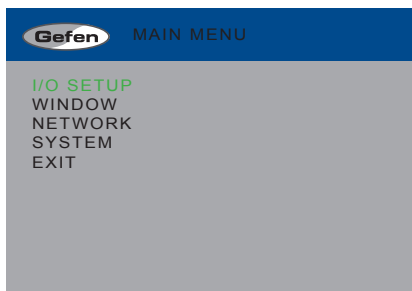 Gefen MAIN MENU
I/O SETUP
WINDOW
NETWORK
SYSTEM
EXIT